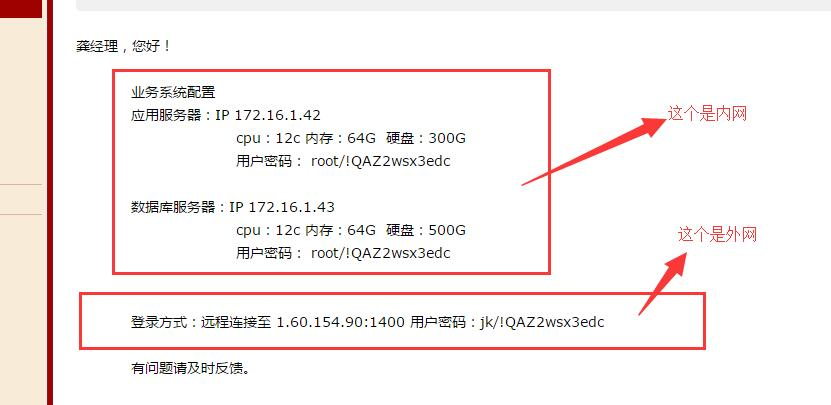 龚经理，您好！
业务系统配置
应用服务器：IP 172.16.1.42
cpu：12c 内存：64G 硬盘：300G
用户密码： root/!QAZ2wsx3edc
这个是内网
数据库服务器：IP 172.16.1.43
cpu：12c 内存：64G 硬盘：500G
用户密码： root/!QAZ2wsx3edc
这个是外网
登录方式：远程连接至 1.60.154.90:1400 用户密码：jk/!QAZ2wsx3edc
有问题请及时反馈。